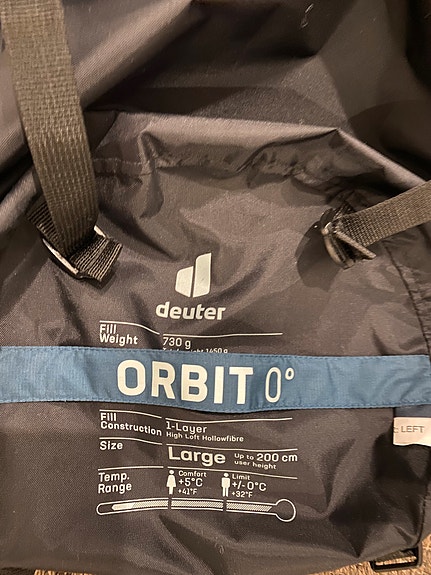 deuter
Fill Weight 730 g
1450 g
ORBIT 0°
Fill Construction 1-Layer
High Loft Hollowfibre
Size Large Up to 200 cm
user height
Temp. Range
Comfort Limit
+5°C +/-0°C
+41°F +32°F
LEFT